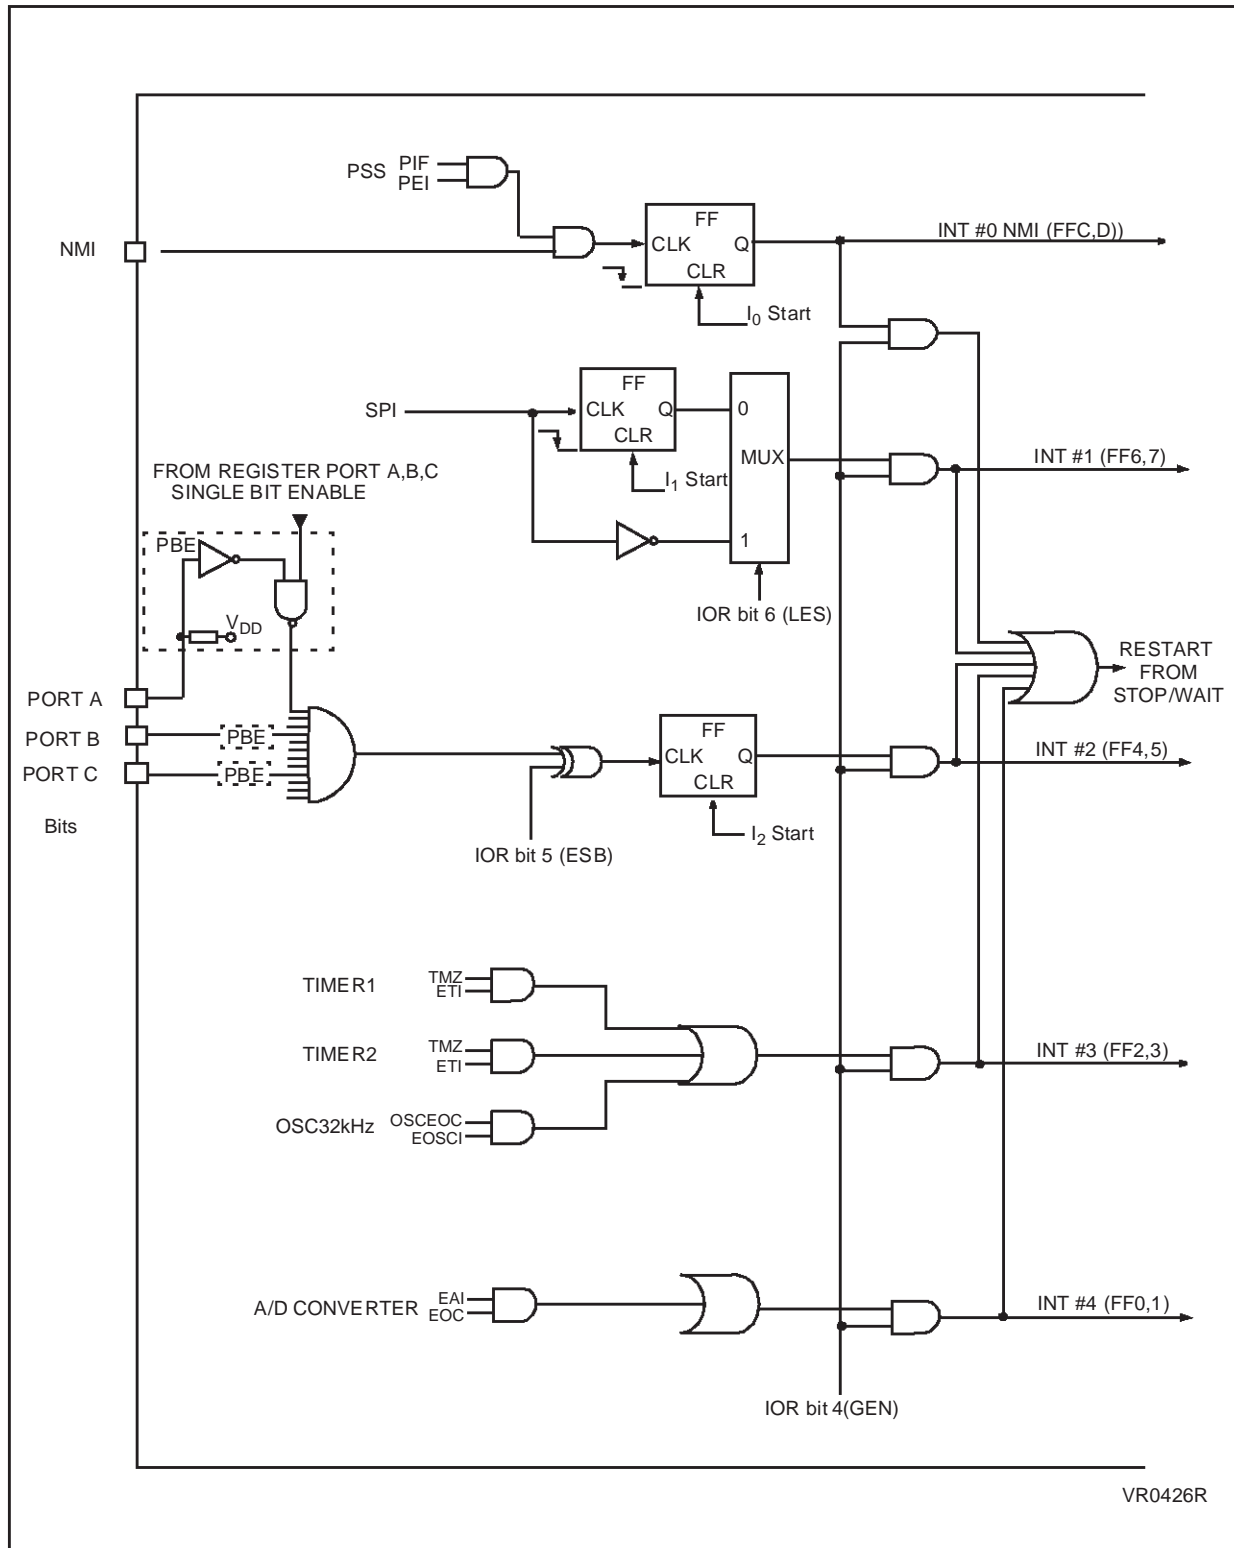 PSS
PIF
PEI
NMI
FF
CLK Q
CLR
I0 Start
INT #0 NMI (FFC,D))
SPI
FF
CLK Q
CLR
I1 Start
0
MUX
1
IOR bit 6 (LES)
INT #1 (FF6,7)
FROM REGISTER PORT A,B,C
SINGLE BIT ENABLE
PBE
VDD
PORT A
PORT B
PBE
PORT C
PBE
Bits
IOR bit 5 (ESB)
FF
CLK Q
CLR
I2 Start
RESTART
FROM
STOP/WAIT
INT #2 (FF4,5)
TIMER1
TMZ
ETI
TIMER2
TMZ
ETI
OSC32kHz
OSCEOC
EOSCI
INT #3 (FF2,3)
A/D CONVERTER
EAI
EOC
INT #4 (FF0,1)
IOR bit 4(GEN)
VR0426R